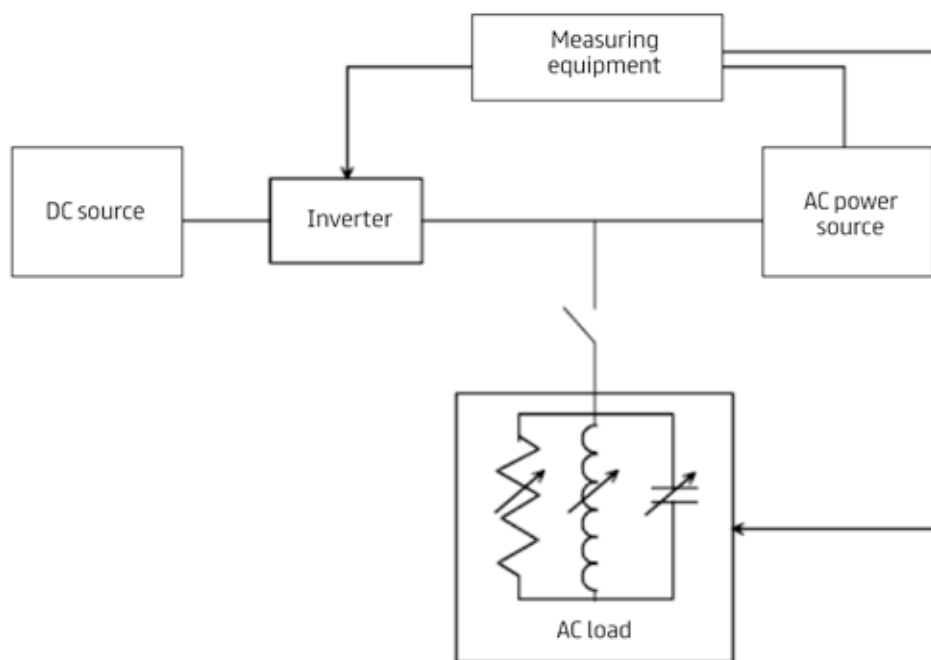 Measuring
equipment
DC source
Inverter
AC power
source
AC load